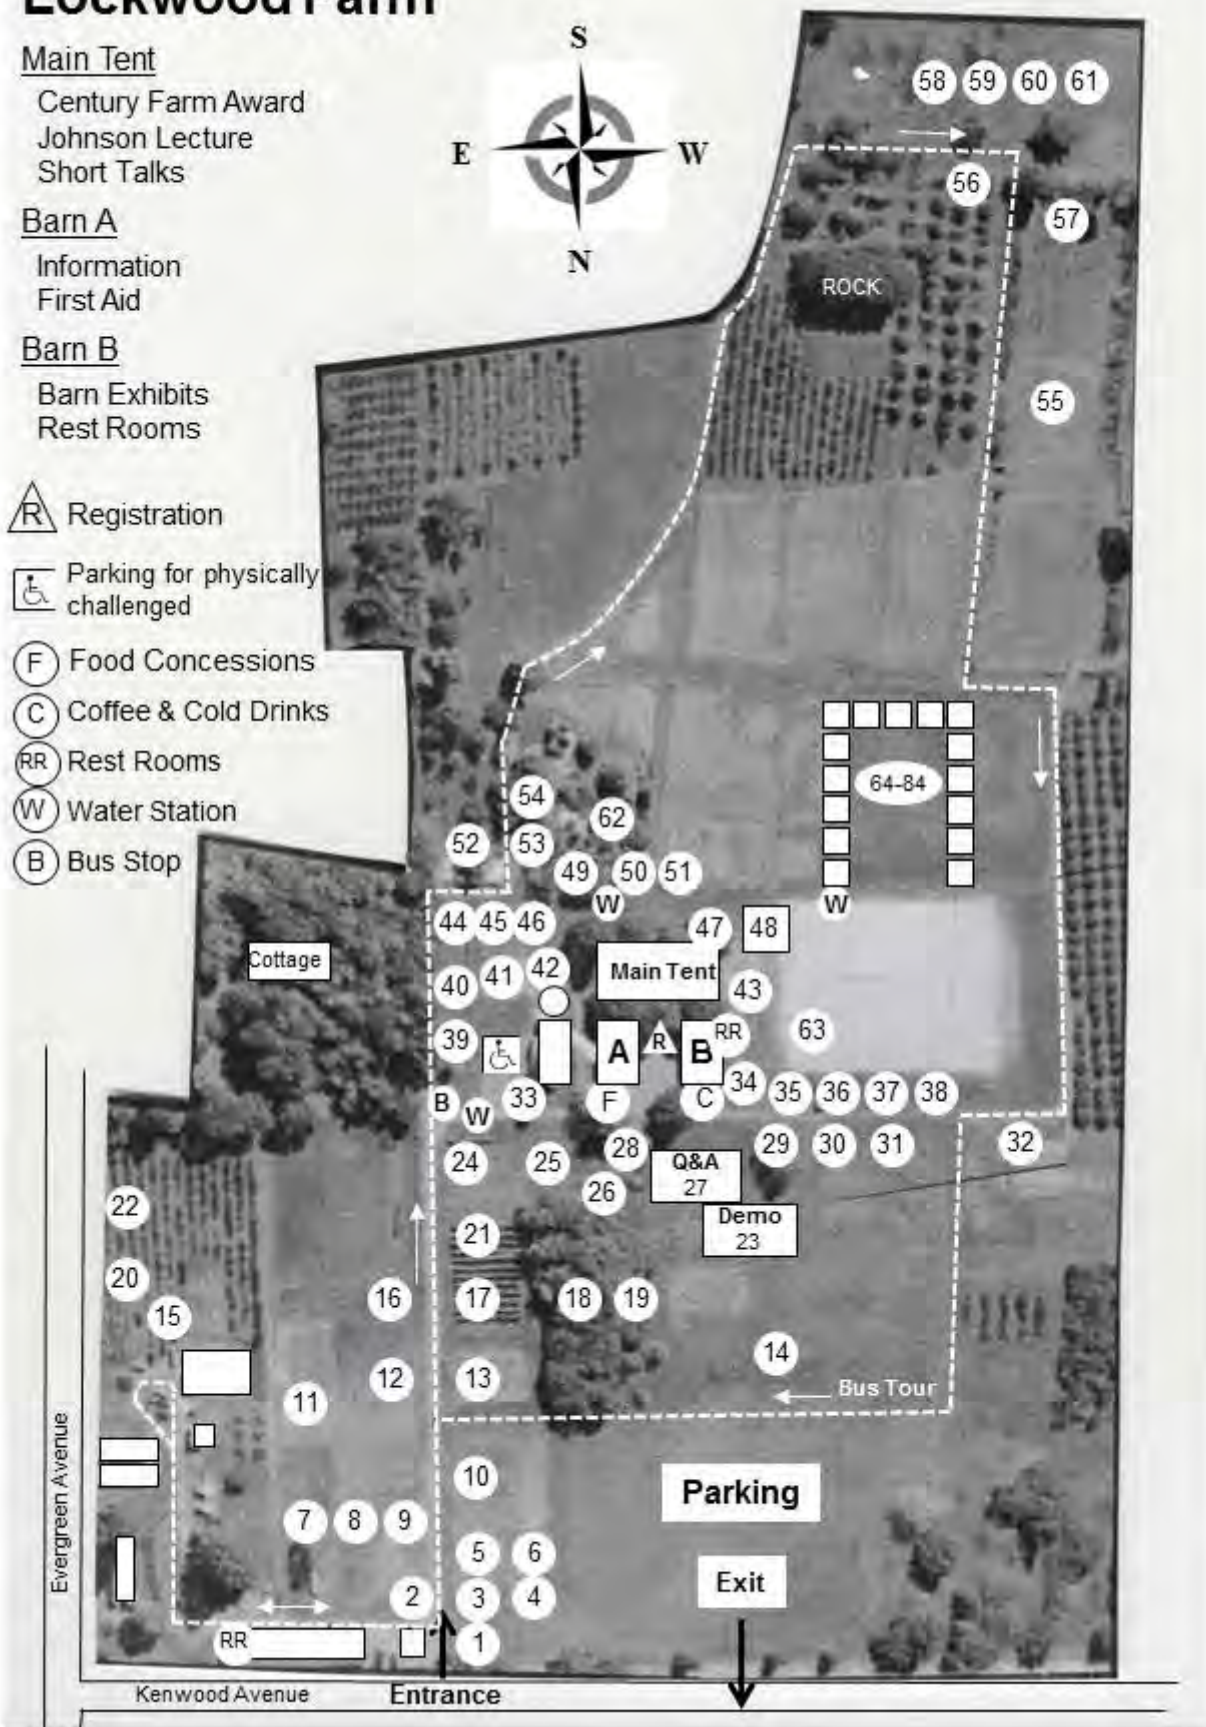 Lockwood Farm
Main Tent
Century Farm Award
Johnson Lecture
Short Talks
Barn A
Information
First Aid
Barn B
Barn Exhibits
Rest Rooms
R Registration
Parking for physically
challenged
F Food Concessions
C Coffee & Cold Drinks
RR Rest Rooms
W Water Station
B Bus Stop
S
E W
N
58 59 60 61
56
57
ROCK
55
64-84
54
62
52 53
49 50 51
W W
44 45 46
47 48
Cottage
Main Tent
40 41 42
43
39
A R B RR
63
34
B W 33 F C
35 36 37 38
24 25 28
29 30 31 32
Q&A
27
26
22
Demo
23
21
20
15
16 17 18 19
14
12 13
Bus Tour
11
10
Parking
7 8 9
5 6
Exit
2 3 4
RR
1
Evergreen Avenue
Kenwood Avenue
Entrance